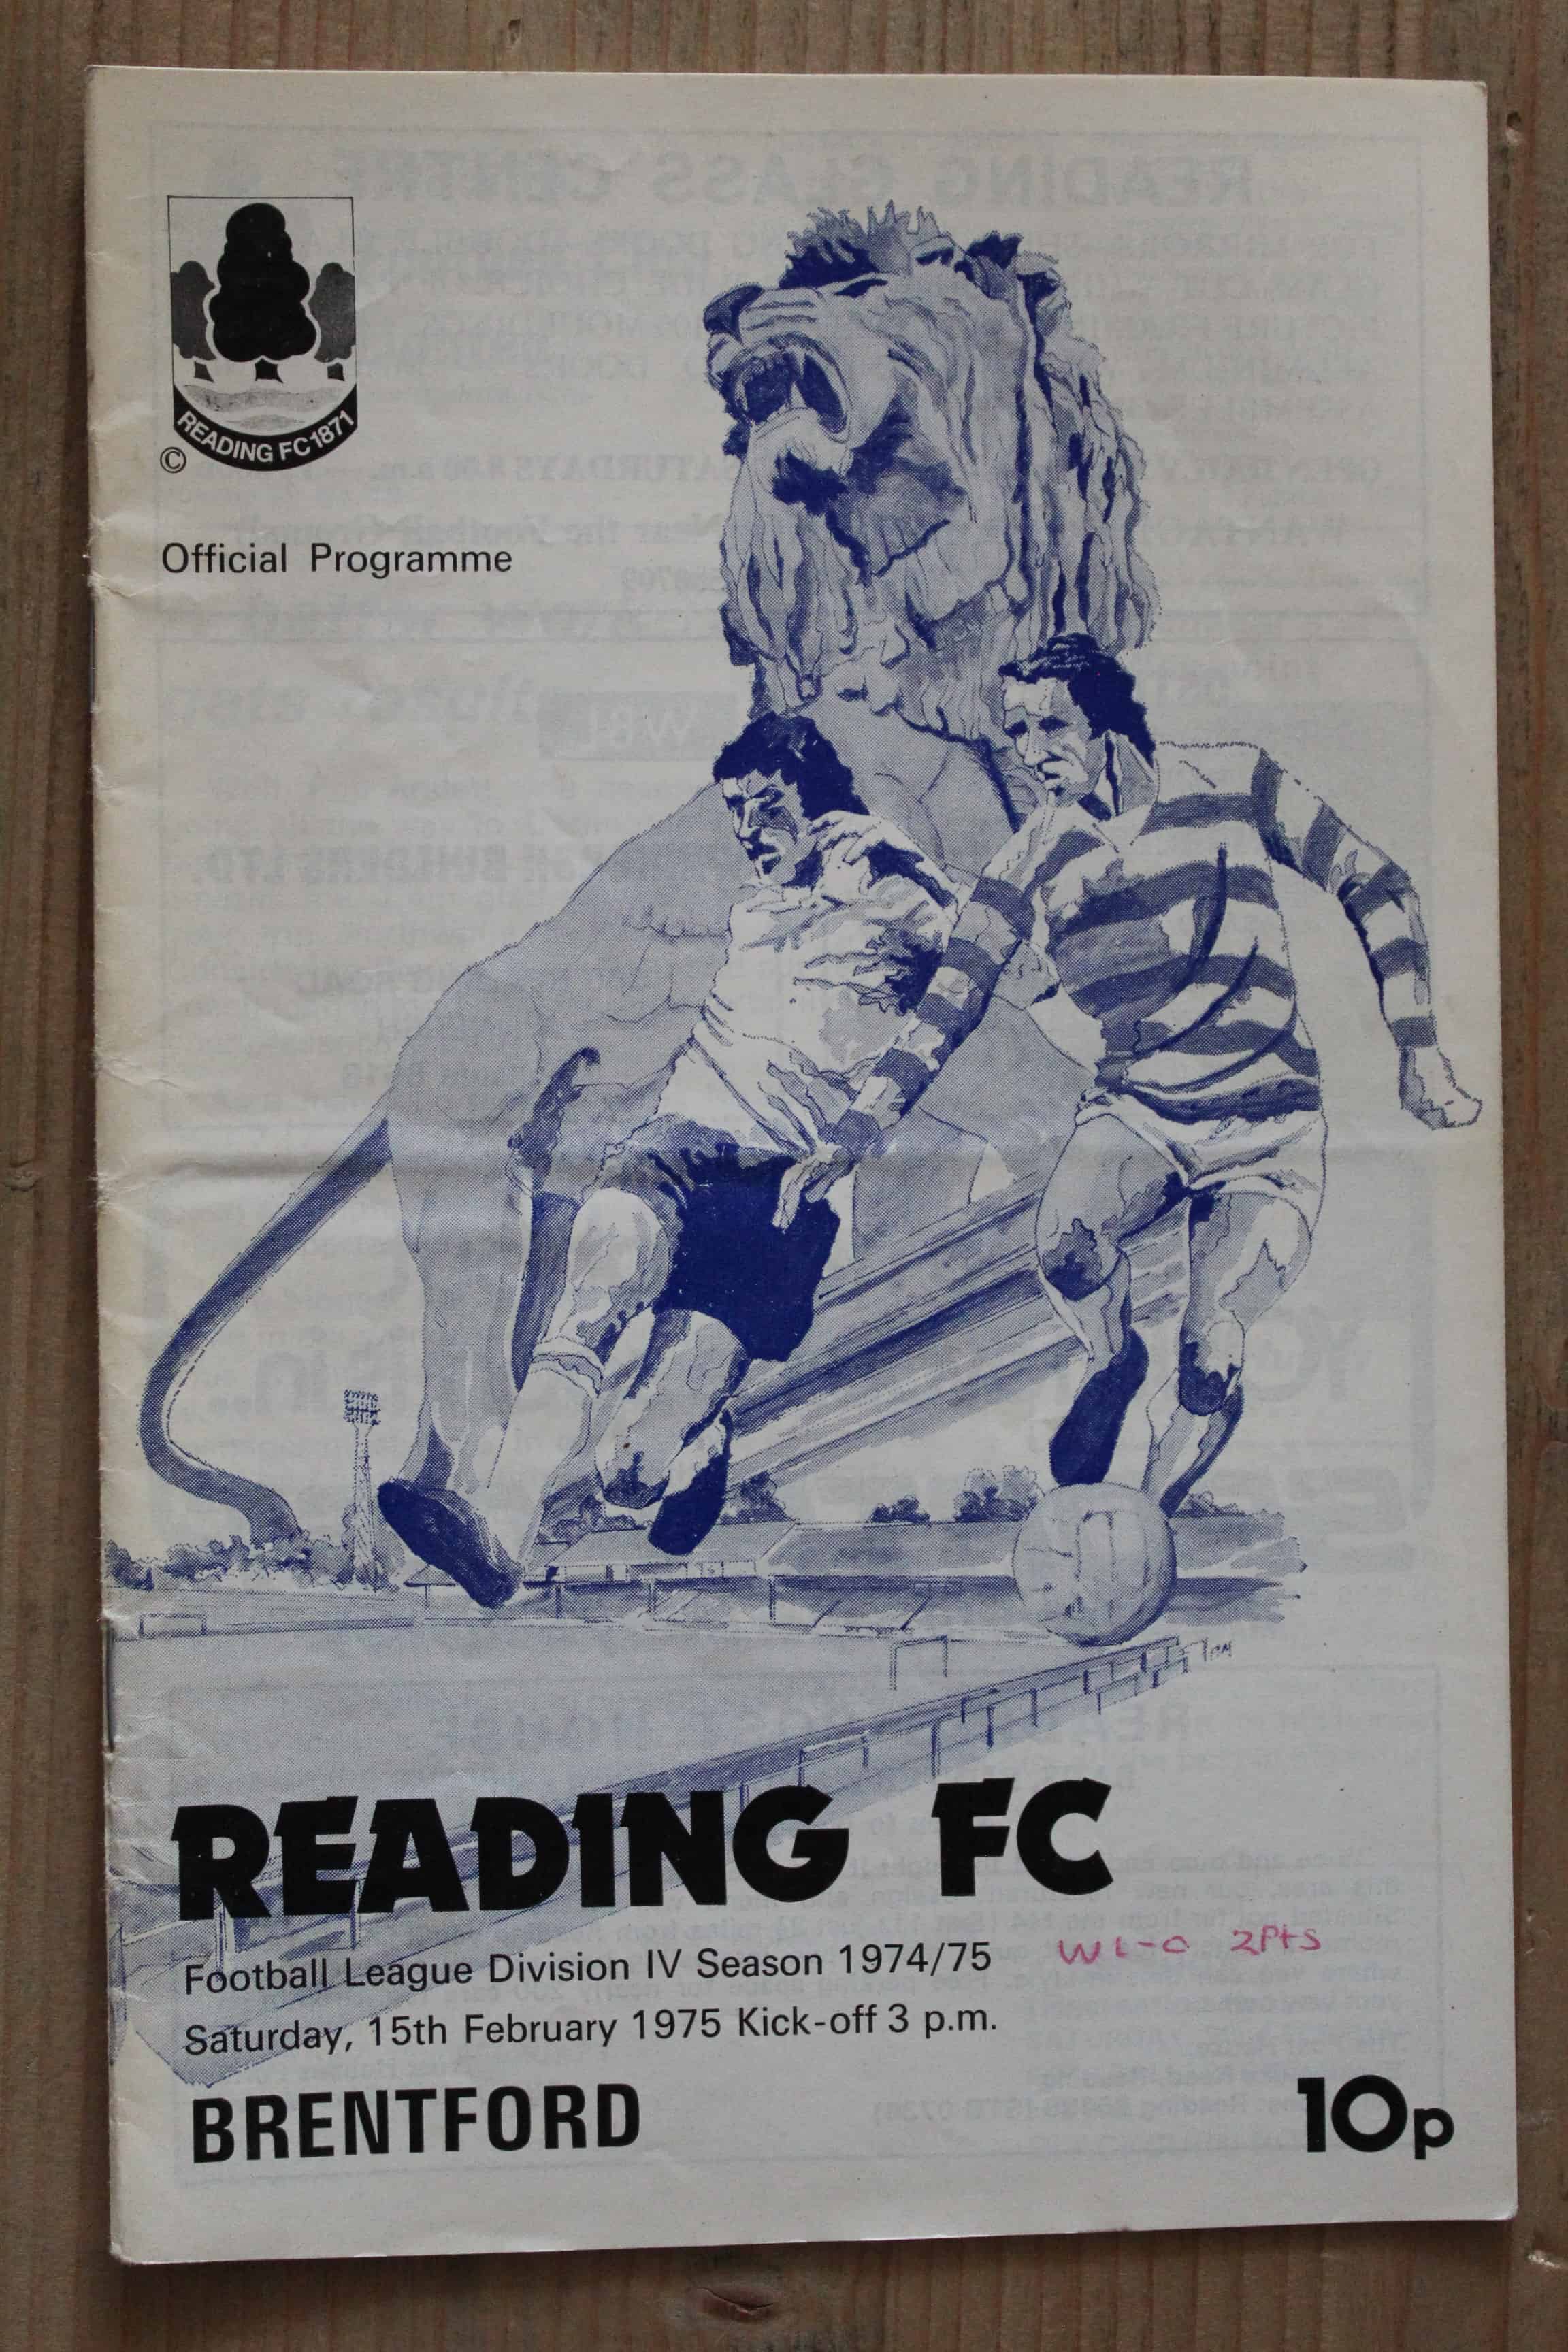 READING FC 1871
©
Official Programme
READING FC
Football League Division IV Season 1974/75
W 1-0 2Pts
Saturday, 15th February 1975 Kick-off 3 p.m.
BRENTFORD
10p